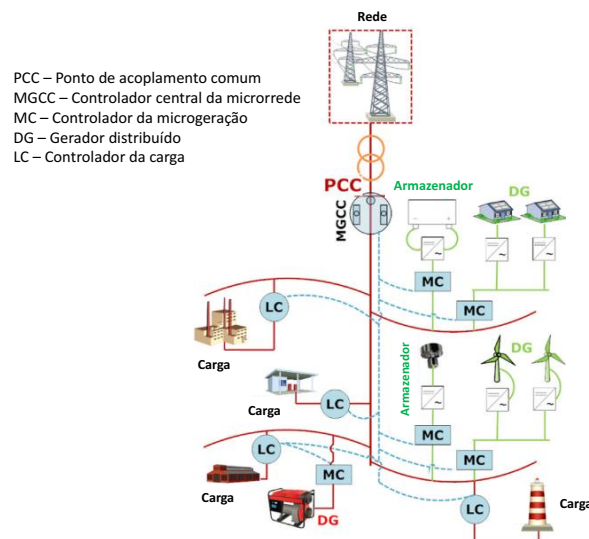 Rede
PCC – Ponto de acoplamento comum
MGCC – Controlador central da microrrede
MC – Controlador da microgeração
DG – Gerador distribuído
LC – Controlador da carga
PCC
MGCC
Armazenador
DG
MC
MC
LC
Carga
Armazenador
DG
Carga
LC
MC
MC
LC
MC
Carga
DG
LC
Carga